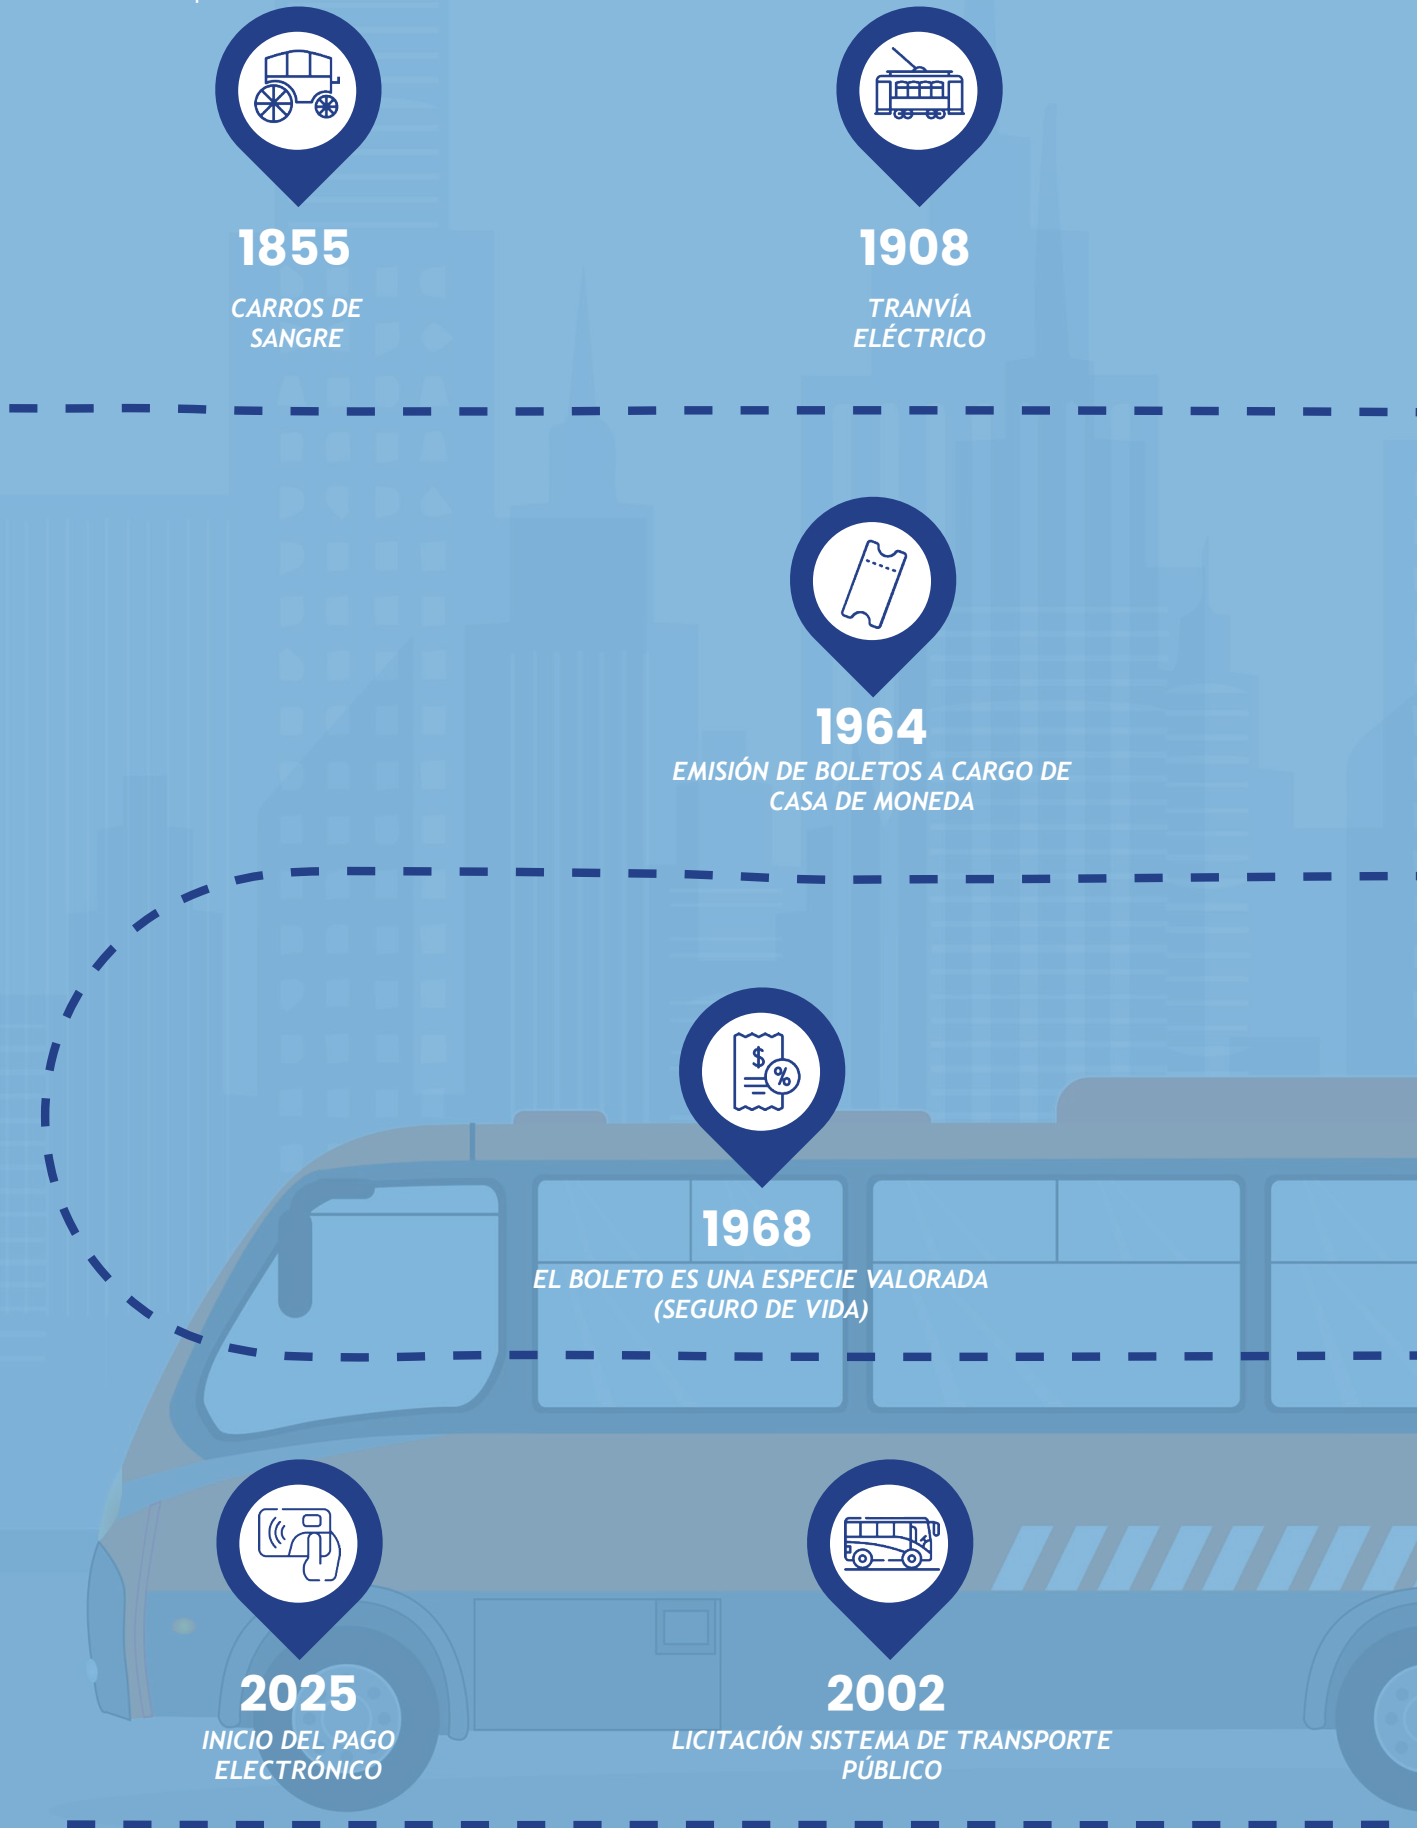 1855
CARROS DE
SANGRE
1908
TRANVÍA
ELÉCTRICO
1964
EMISIÓN DE BOLETOS A CARGO DE
CASA DE MONEDA
$
%
1968
EL BOLETO ES UNA ESPECIE VALORADA
(SEGURO DE VIDA)
2025
INICIO DEL PAGO
ELECTRÓNICO
2002
LICITACIÓN SISTEMA DE TRANSPORTE
PÚBLICO